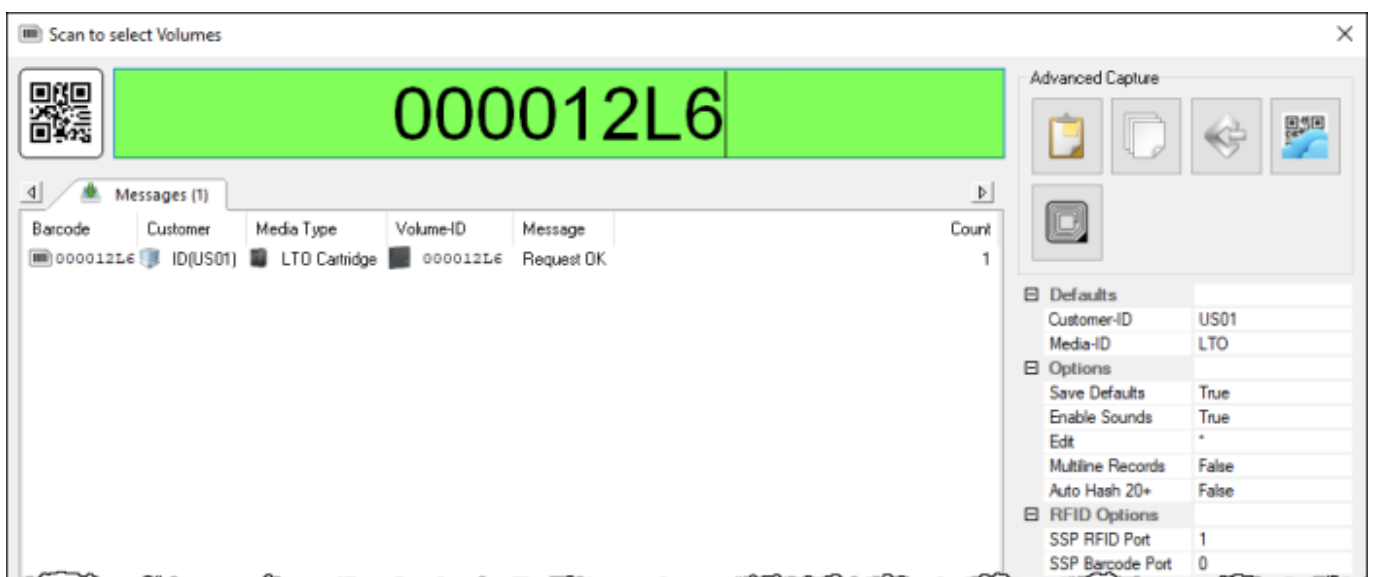 Scan to select Volumes
000012L6
Advanced Capture
Messages (1)
Barcode Customer Media Type Volume-ID Message Count
000012L6 ID(US01) LTO Cartridge 000012L6 Request OK 1
Defaults
Customer-ID US01
Media-ID LTO
Options
Save Defaults True
Enable Sounds True
Edit *
Multiline Records False
Auto Hash 20+ False
RFID Options
SSP RFID Port 1
SSP Barcode Port 0